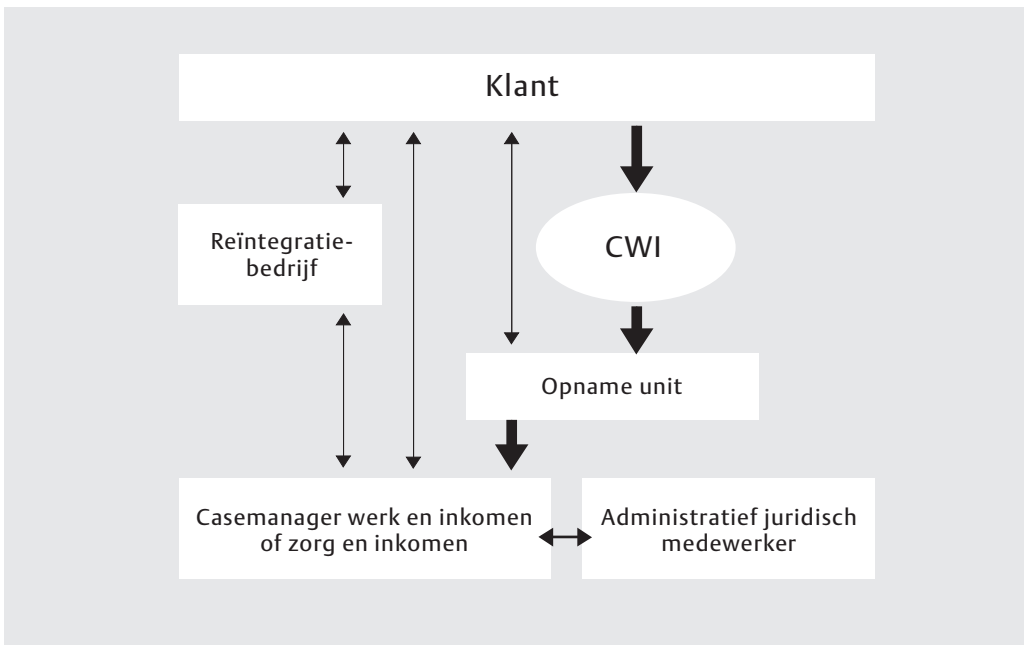 Klant
Reïntegratie-
bedrijf
CWI
Opname unit
Casemanager werk en inkomen
of zorg en inkomen
Administratief juridisch
medewerker